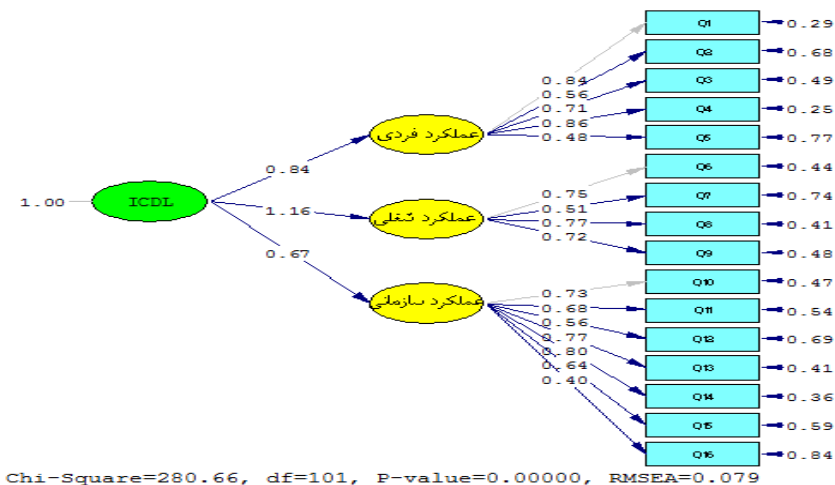 Q1 0.29
Q2 0.68
0.84 Q3 0.49
0.56
0.71 Q4 0.25
عملکرد فردی 0.86
0.48 Q5 0.77
0.84 Q6 0.44
0.75 Q7 0.74
1.00 ICDL 0.51
1.16 عملکرد شغلی 0.77 Q8 0.41
0.72
0.67 Q9 0.48
0.73 Q10 0.47
عملکرد سازمانی 0.68 Q11 0.54
0.56
0.77 Q12 0.69
0.80
0.64 Q13 0.41
0.40 Q14 0.36
Q15 0.59
Q16 0.84
Chi-Square=280.66, df=101, P-value=0.00000, RMSEA=0.079